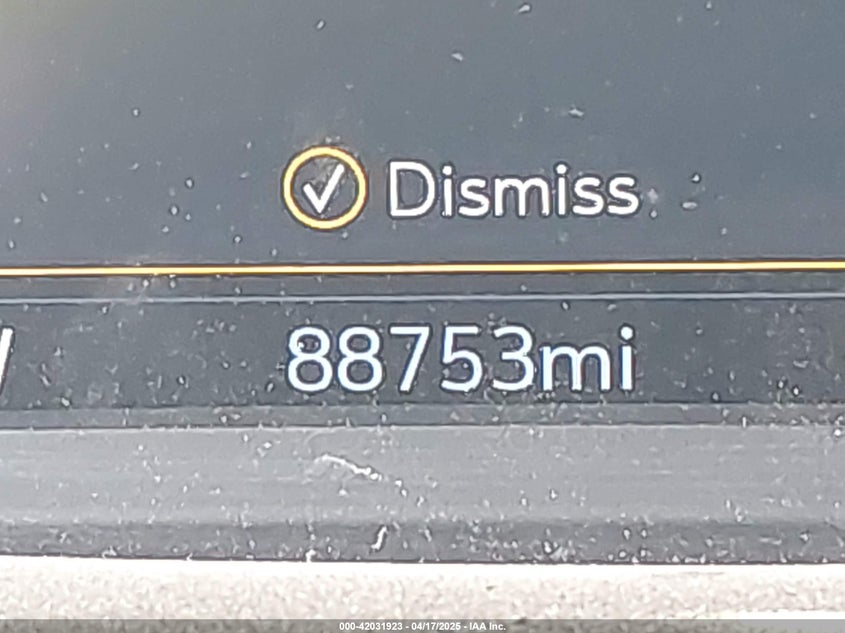 Dismiss
88753mi
000-42031923 - 04/17/2025 - IAA Inc.